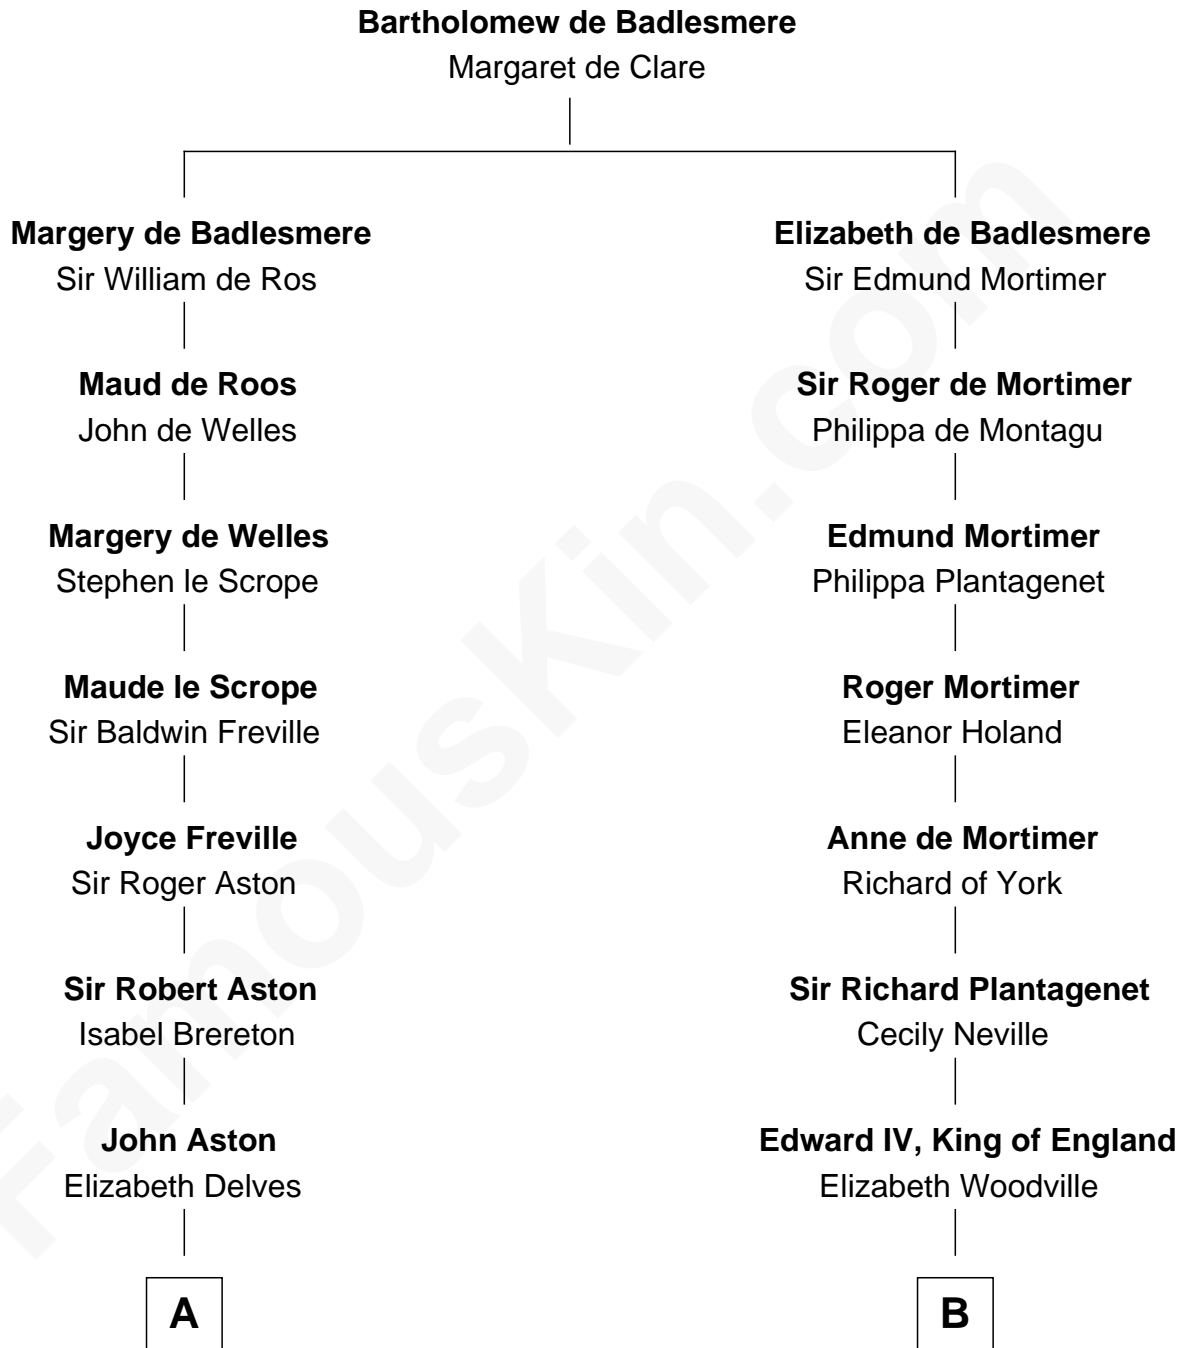 Bartholomew de Badlesmere
Margaret de Clare
Margery de Badlesmere
Sir William de Ros
Elizabeth de Badlesmere
Sir Edmund Mortimer
Maud de Roos
John de Welles
Sir Roger de Mortimer
Philippa de Montagu
Margery de Welles
Stephen le Scrope
Edmund Mortimer
Philippa Plantagenet
Maude le Scrope
Sir Baldwin Freville
Roger Mortimer
Eleanor Holand
Joyce Freville
Sir Roger Aston
Anne de Mortimer
Richard of York
Sir Robert Aston
Isabel Brereton
Sir Richard Plantagenet
Cecily Neville
John Aston
Elizabeth Delves
Edward IV, King of England
Elizabeth Woodville
A
B
FamousKin.com